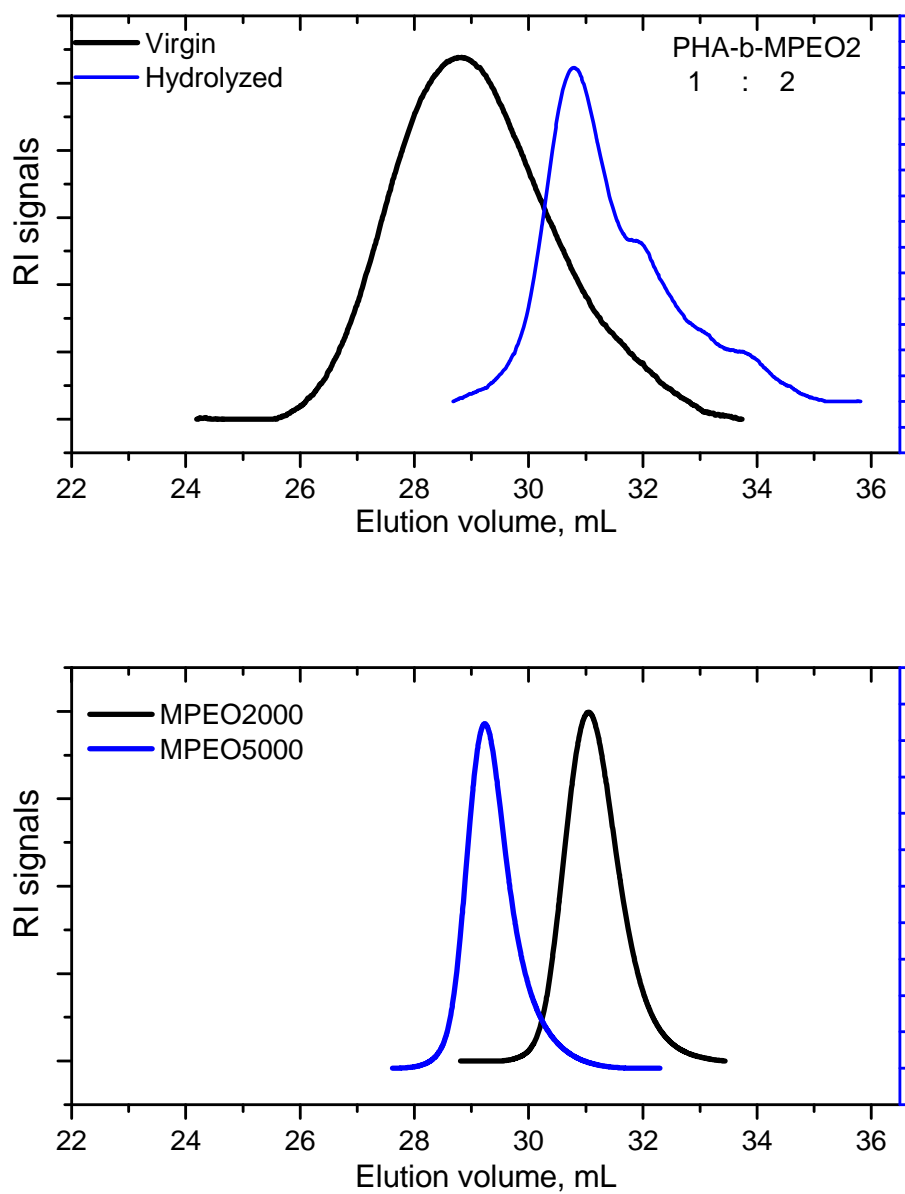 Virgin
Hydrolyzed
PHA-b-MPEO2
1 : 2
RI signals
22 24 26 28 30 32 34 36
Elution volume, mL
MPEO2000
MPEO5000
RI signals
22 24 26 28 30 32 34 36
Elution volume, mL